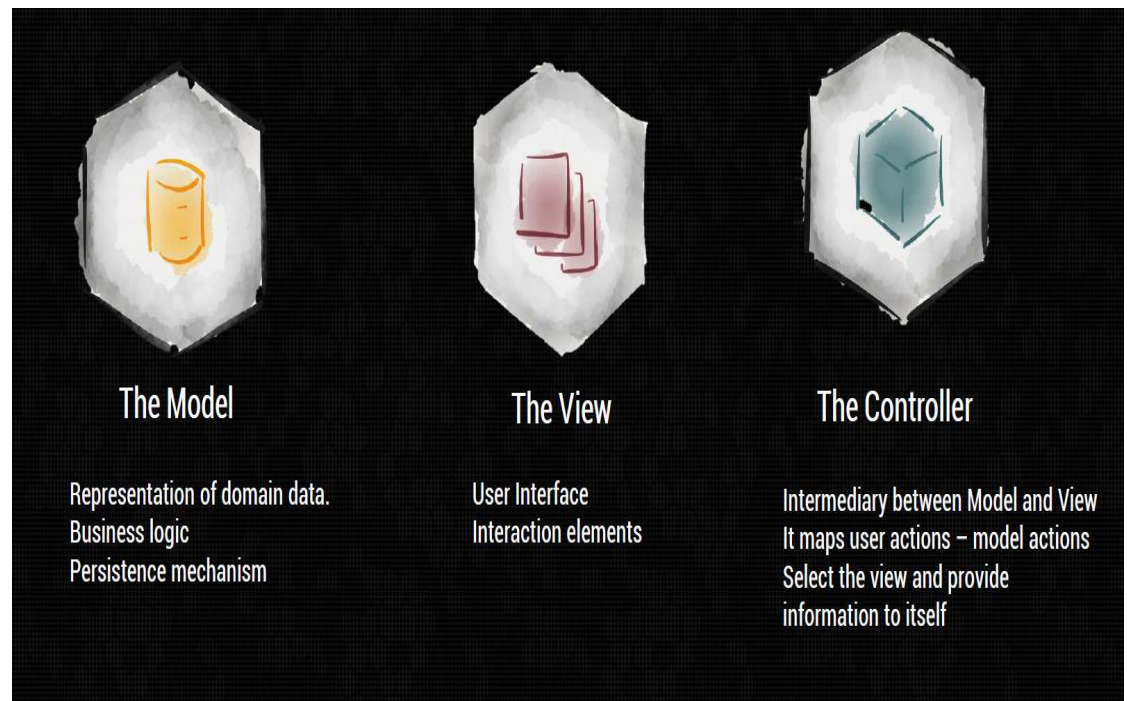 The Model
Representation of domain data.
Business logic
Persistence mechanism
The View
User Interface
Interaction elements
The Controller
Intermediary between Model and View
It maps user actions – model actions
Select the view and provide
information to itself